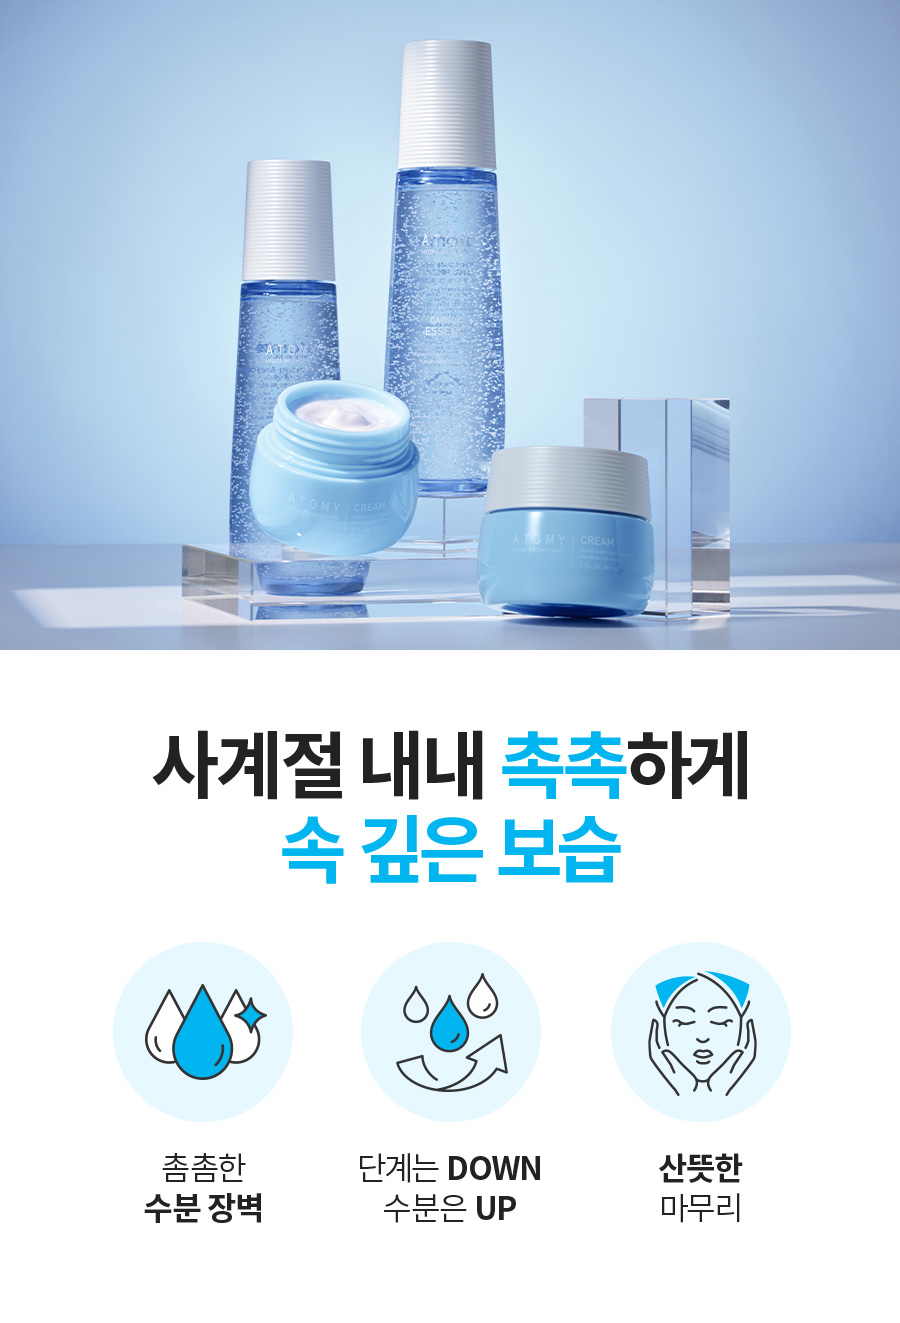 ATOMY
ATOMY
ATOMY
CREAM
ATOMY
CREAM
사계절 내내 촉촉하게
속 깊은 보습
촘촘한
수분 장벽
단계는 DOWN
수분은 UP
산뜻한
마무리